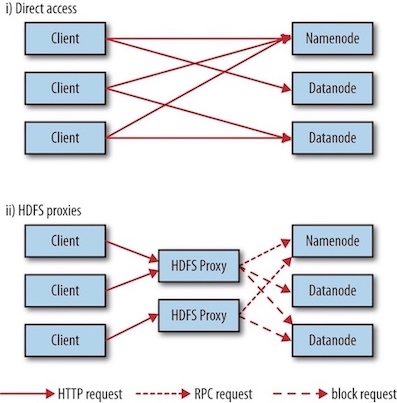 i) Direct access
Client
Namenode
Client
Datanode
Client
Datanode
ii) HDFS proxies
Client
Namenode
HDFS Proxy
Client
Datanode
HDFS Proxy
Client
Datanode
HTTP request
RPC request
block request